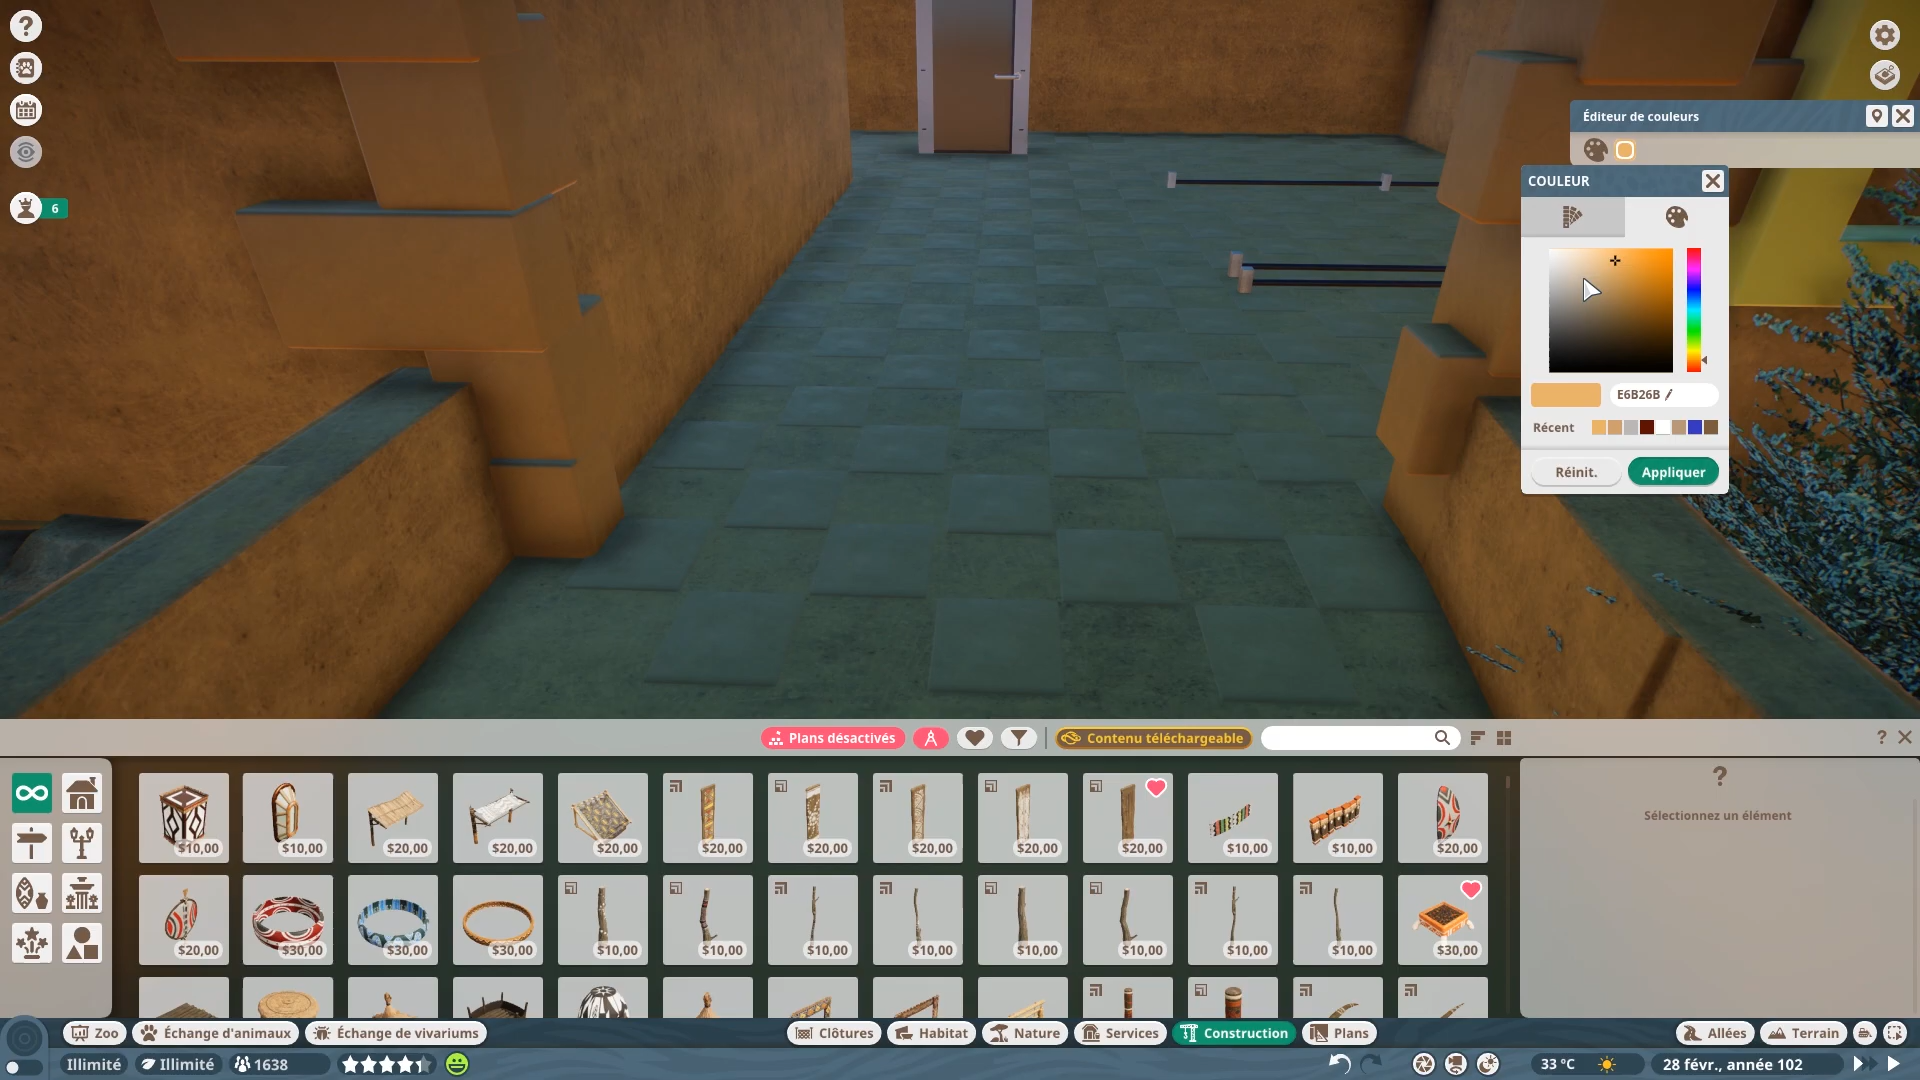 ?
6
Éditeur de couleurs
COULEUR
E6B26B
Récent
Réinit.
Appliquer
Plans désactivés
Contenu téléchargeable
?
?
Sélectionnez un élément
$10,00
$10,00
$20,00
$20,00
$20,00
$20,00
$20,00
$20,00
$20,00
$20,00
$10,00
$10,00
$20,00
$20,00
$30,00
$30,00
$30,00
$10,00
$10,00
$10,00
$10,00
$10,00
$10,00
$10,00
$10,00
$30,00
Zoo
Échange d'animaux
Échange de vivariums
Clôtures
Habitat
Nature
Services
Construction
Plans
Allées
Terrain
Illimité
Illimité
1638
33 °C
28 févr., année 102